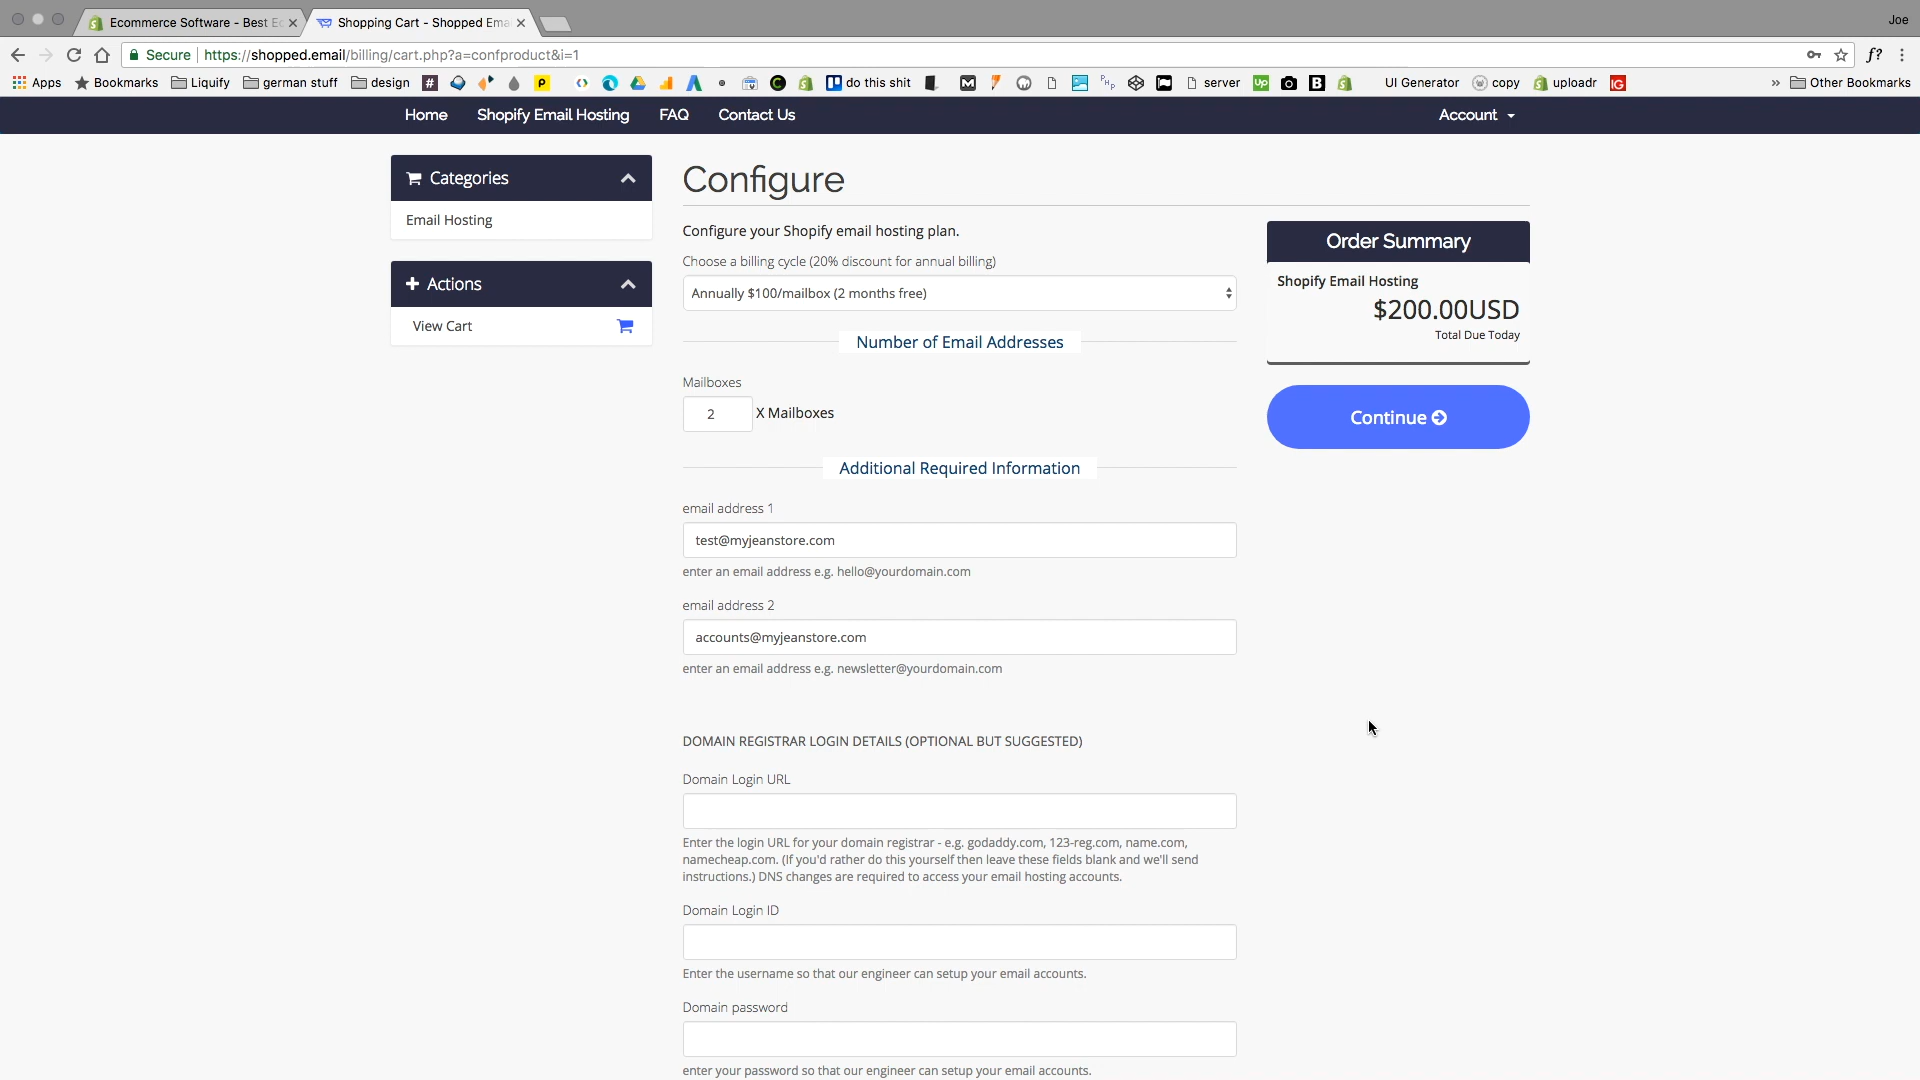 Ecommerce Software - Best Ec
Shopping Cart - Shopped Ema
Joe
Secure
https://shopped.email/billing/cart.php?a=confproduct&i=1
f?
Apps
Bookmarks
Liquify
german stuff
design
do this shit
server
UI Generator
copy
uploadr
Other Bookmarks
Home
Shopify Email Hosting
FAQ
Contact Us
Account
Categories
Email Hosting
Actions
View Cart
Configure
Configure your Shopify email hosting plan.
Choose a billing cycle (20% discount for annual billing)
Annually $100/mailbox (2 months free)
Number of Email Addresses
Mailboxes
2 X Mailboxes
Additional Required Information
email address 1
test@myjeanstore.com
enter an email address e.g. hello@yourdomain.com
email address 2
accounts@myjeanstore.com
enter an email address e.g. newsletter@yourdomain.com
DOMAIN REGISTRAR LOGIN DETAILS (OPTIONAL BUT SUGGESTED)
Domain Login URL
Enter the login URL for your domain registrar - e.g. godaddy.com, 123-reg.com, name.com,
namecheap.com. (If you'd rather do this yourself then leave these fields blank and we'll send
instructions.) DNS changes are required to access your email hosting accounts.
Domain Login ID
Enter the username so that our engineer can setup your email accounts.
Domain password
enter your password so that our engineer can setup your email accounts.
Order Summary
Shopify Email Hosting
$200.00USD
Total Due Today
Continue